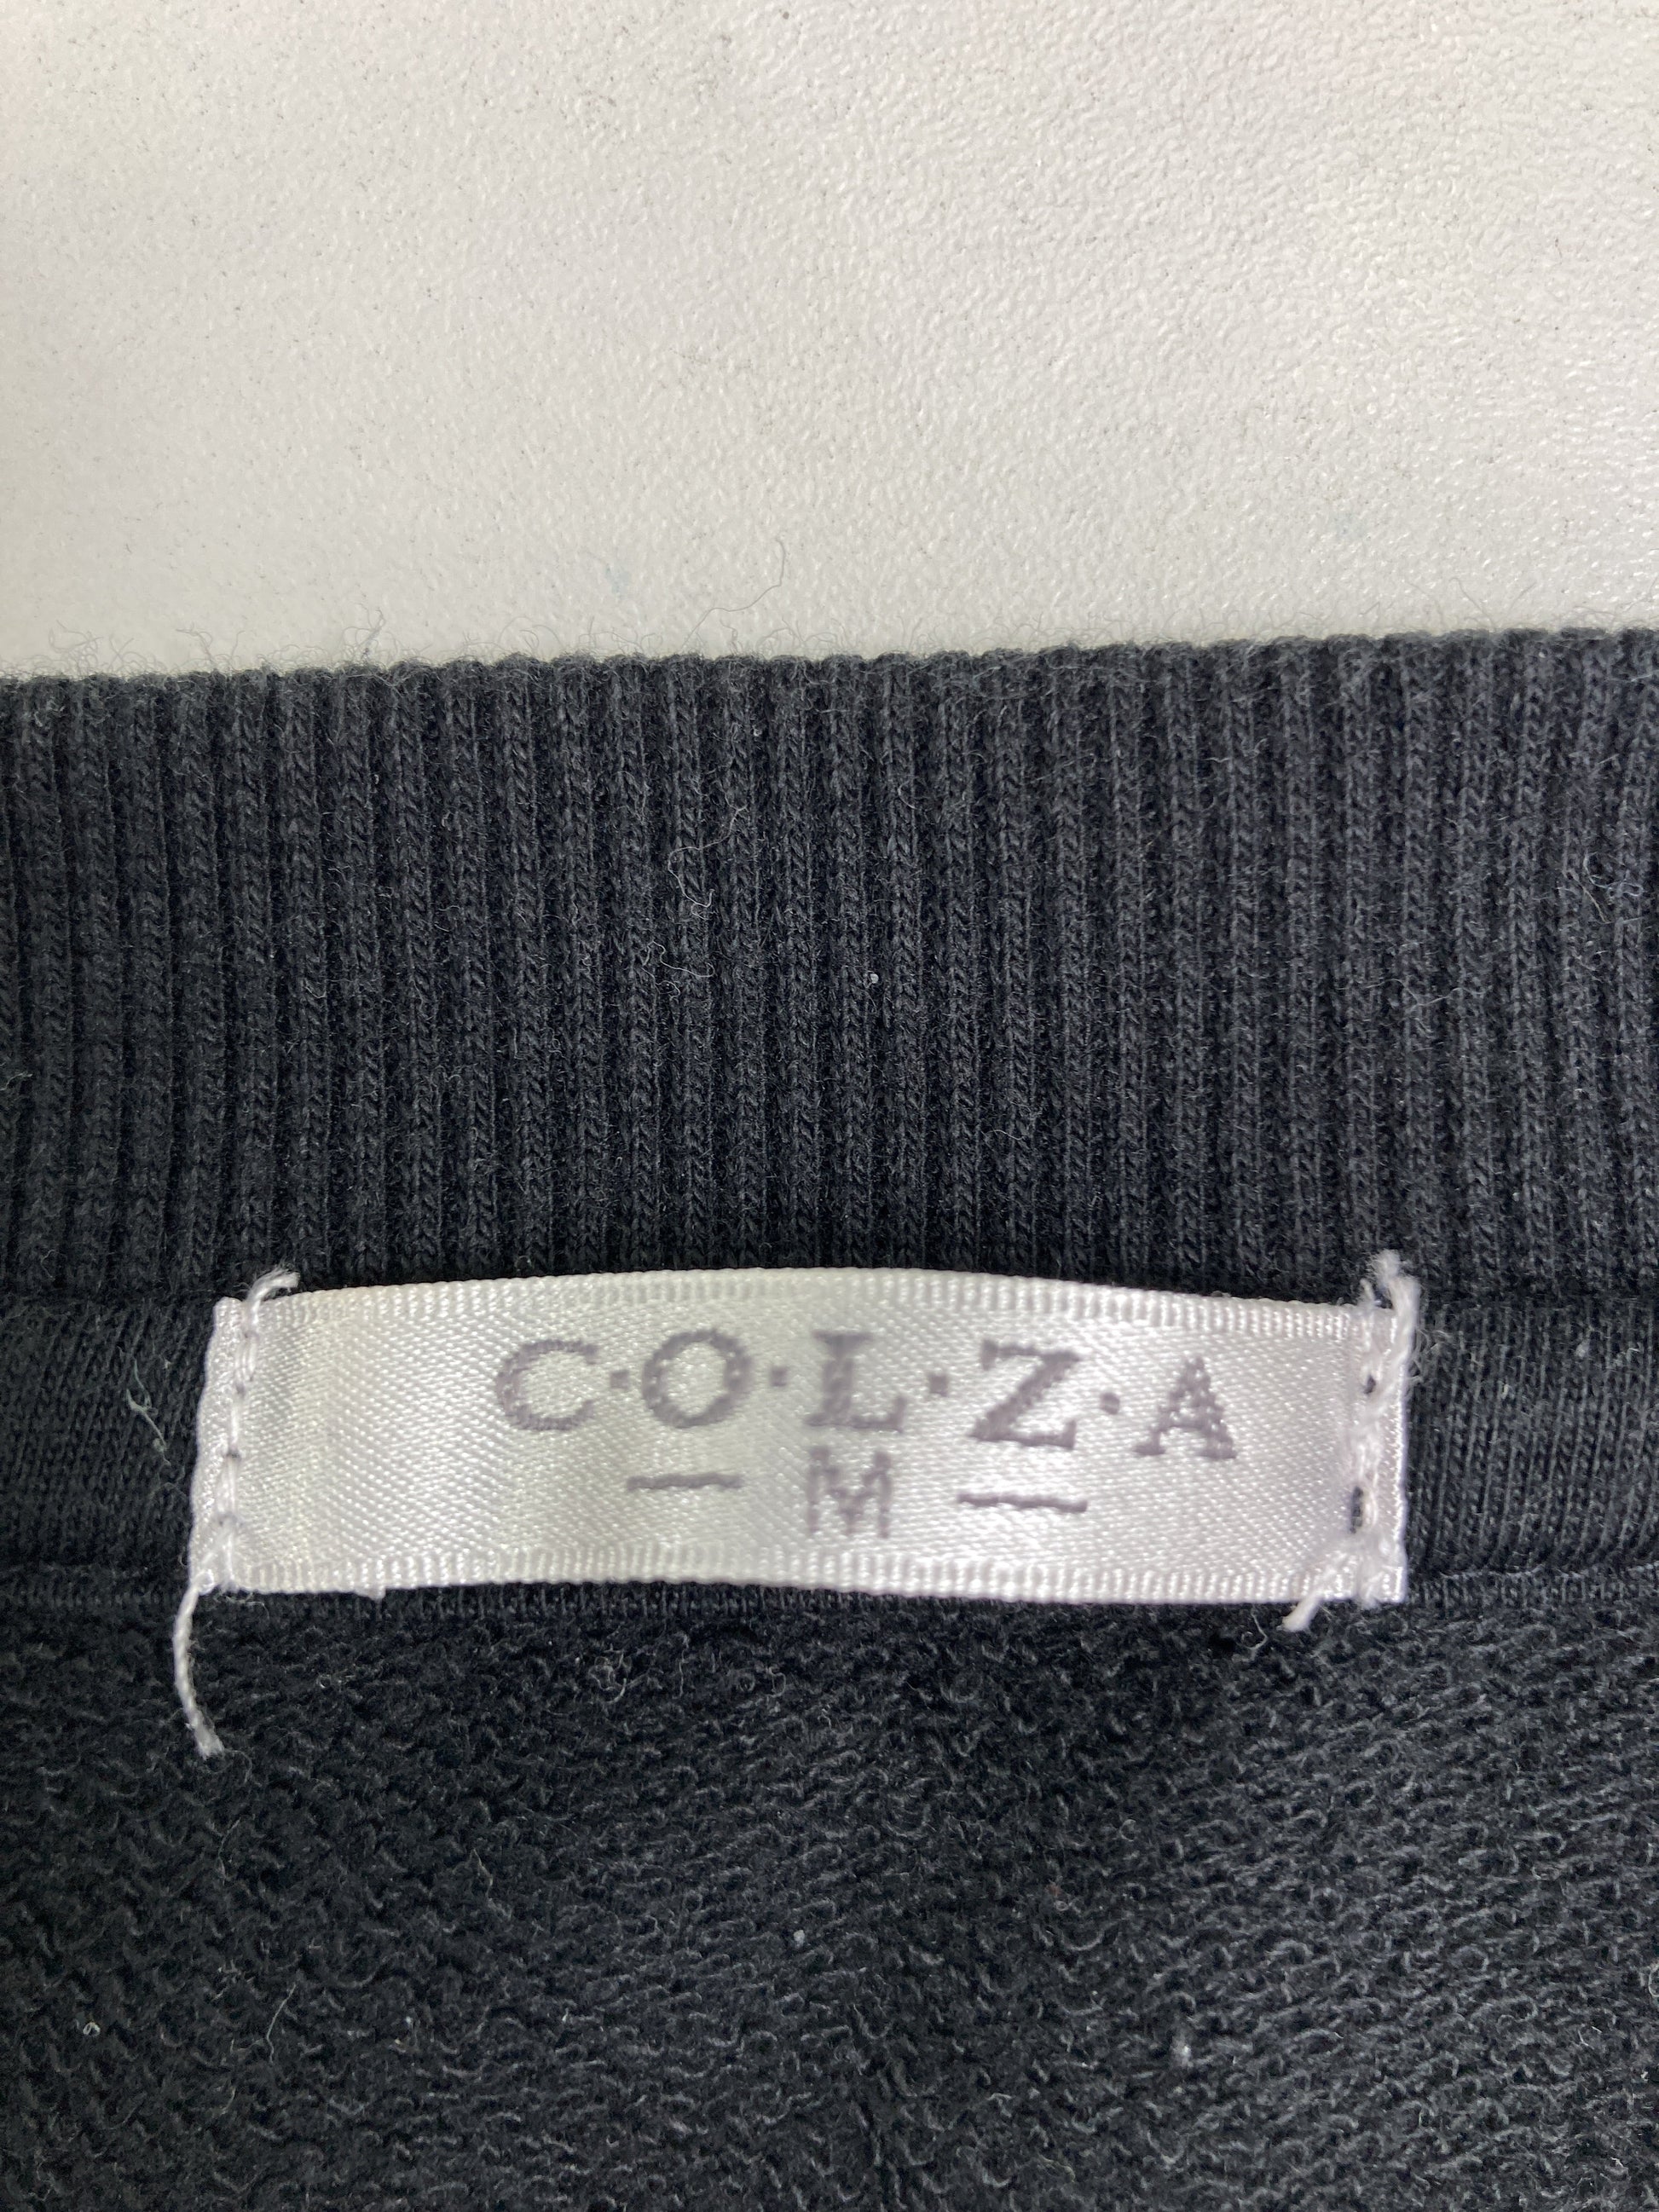 C·O·L·Z·A
— M —